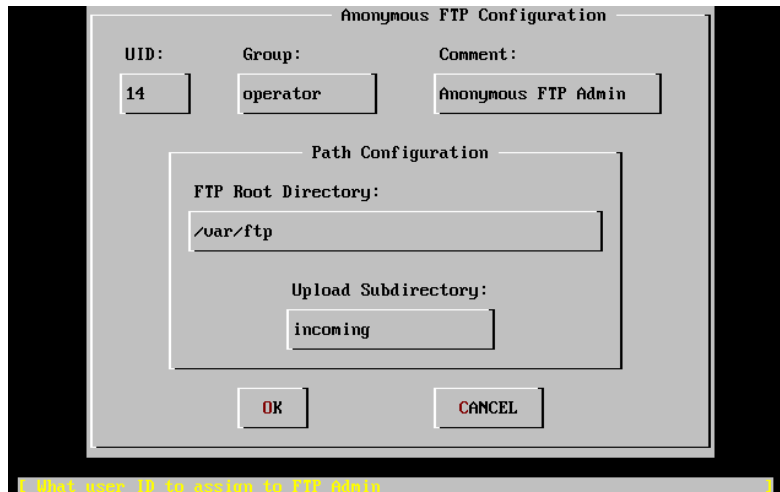 Anonymous FTP Configuration
UID: Group: Comment:
14 operator Anonymous FTP Admin
Path Configuration
FTP Root Directory:
/var/ftp
Upload Subdirectory:
incoming
OK CANCEL
[ What user ID to assign to FTP Admin ]